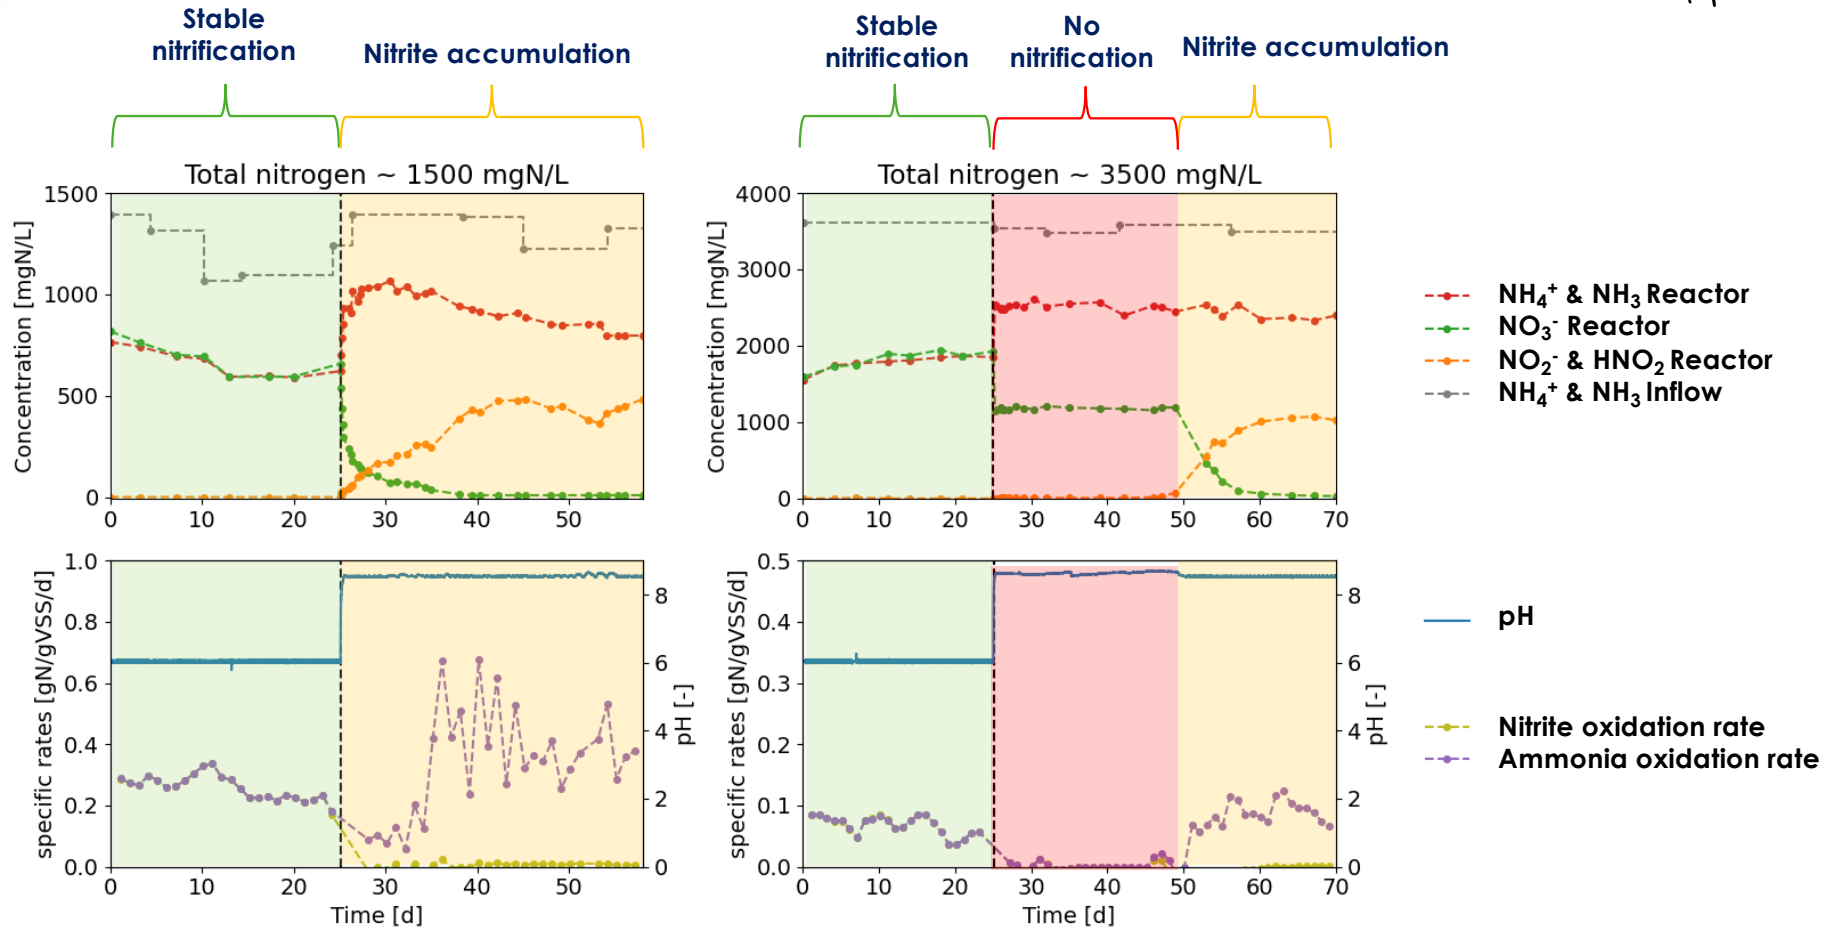 Stable
nitrification
Nitrite accumulation
Stable
nitrification
No
nitrification
Nitrite accumulation
Total nitrogen ~ 1500 mgN/L
Concentration [mgN/L]
1500
1000
500
0
0 10 20 30 40 50
Total nitrogen ~ 3500 mgN/L
Concentration [mgN/L]
4000
3000
2000
1000
0
0 10 20 30 40 50 60 70
NH₄⁺ & NH₃ Reactor
NO₃⁻ Reactor
NO₂⁻ & HNO₂ Reactor
NH₄⁺ & NH₃ Inflow
specific rates [gN/gVSS/d]
1.0
0.8
0.6
0.4
0.2
0.0
8
6
4
2
0
pH [-]
0 10 20 30 40 50
Time [d]
specific rates [gN/gVSS/d]
0.5
0.4
0.3
0.2
0.1
0.0
8
6
4
2
0
pH [-]
0 10 20 30 40 50 60 70
Time [d]
pH
Nitrite oxidation rate
Ammonia oxidation rate